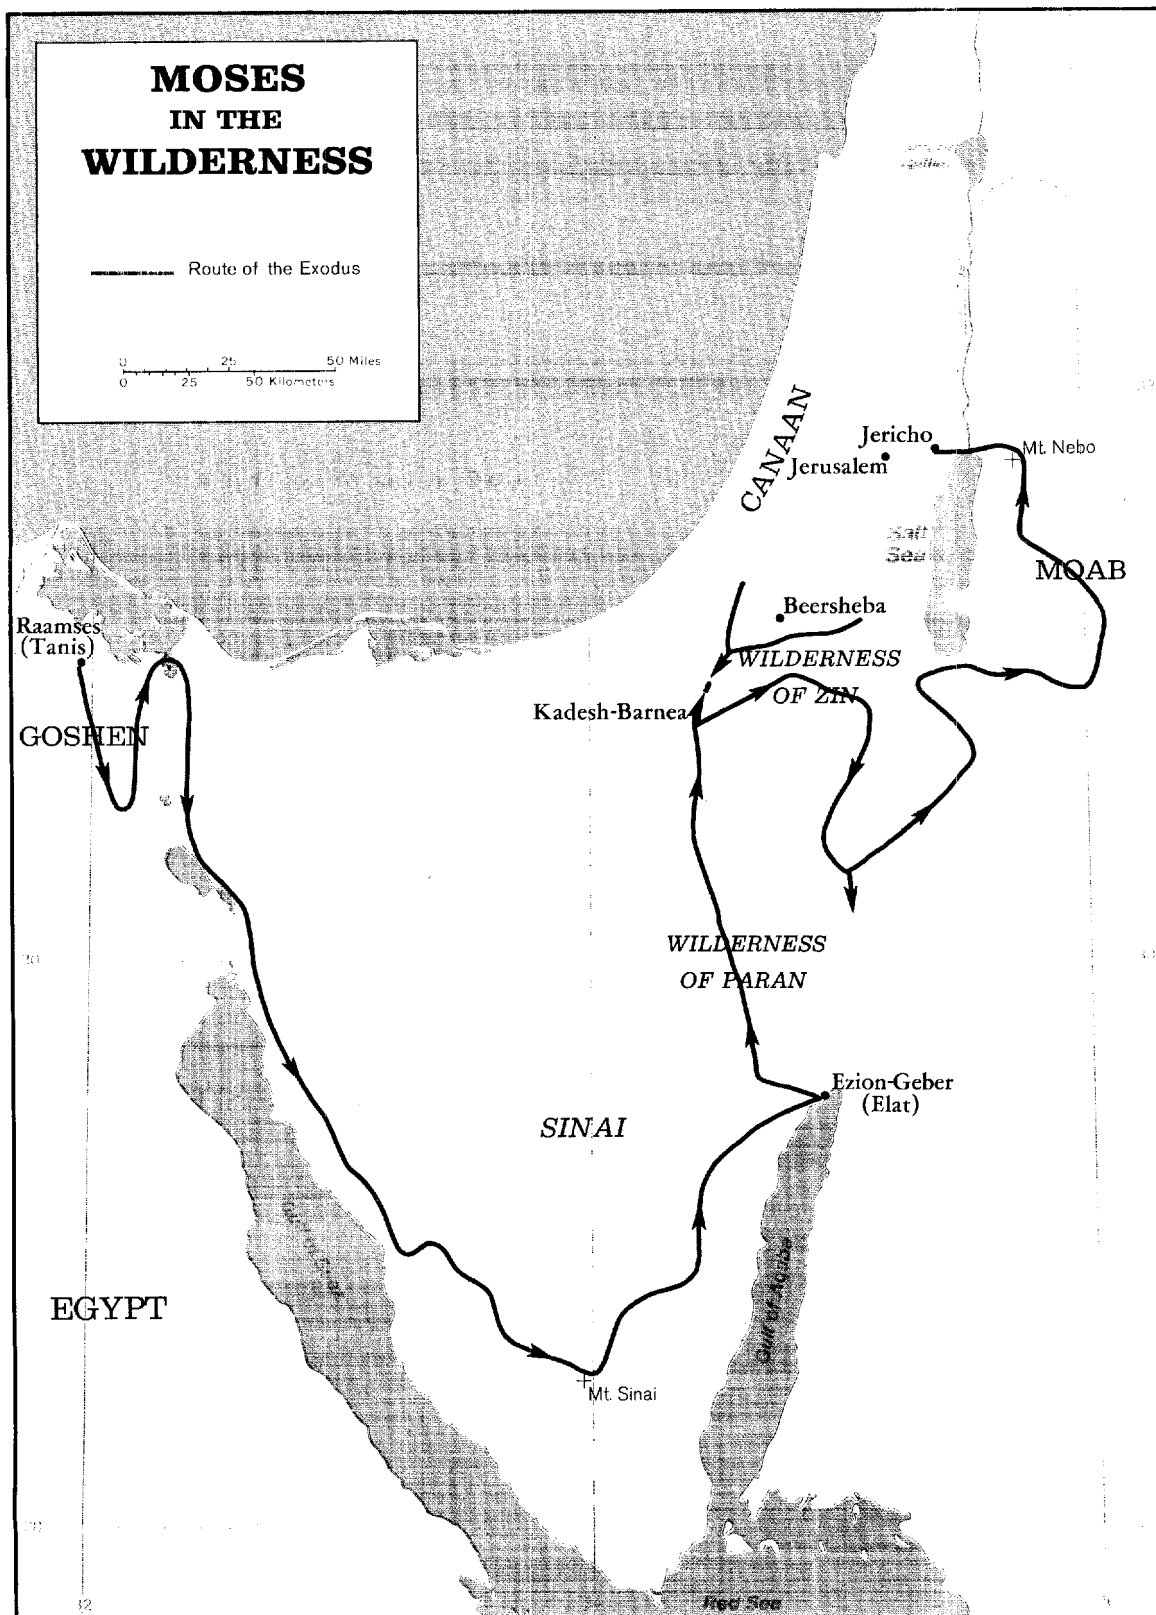 MOSES
IN THE
WILDERNESS
Route of the Exodus
0 25 50 Miles
0 25 50 Kilometers
CANAAN
Jericho
Jerusalem
Mt. Nebo
Salt
Sea
MOAB
Beersheba
Raamses
(Tanis)
WILDERNESS
OF ZIN
Kadesh-Barnea
GOSHEN
WILDERNESS
OF PARAN
30
Ezion-Geber
(Elat)
SINAI
Gulf of Aqaba
EGYPT
Mt. Sinai
32
Red Sea